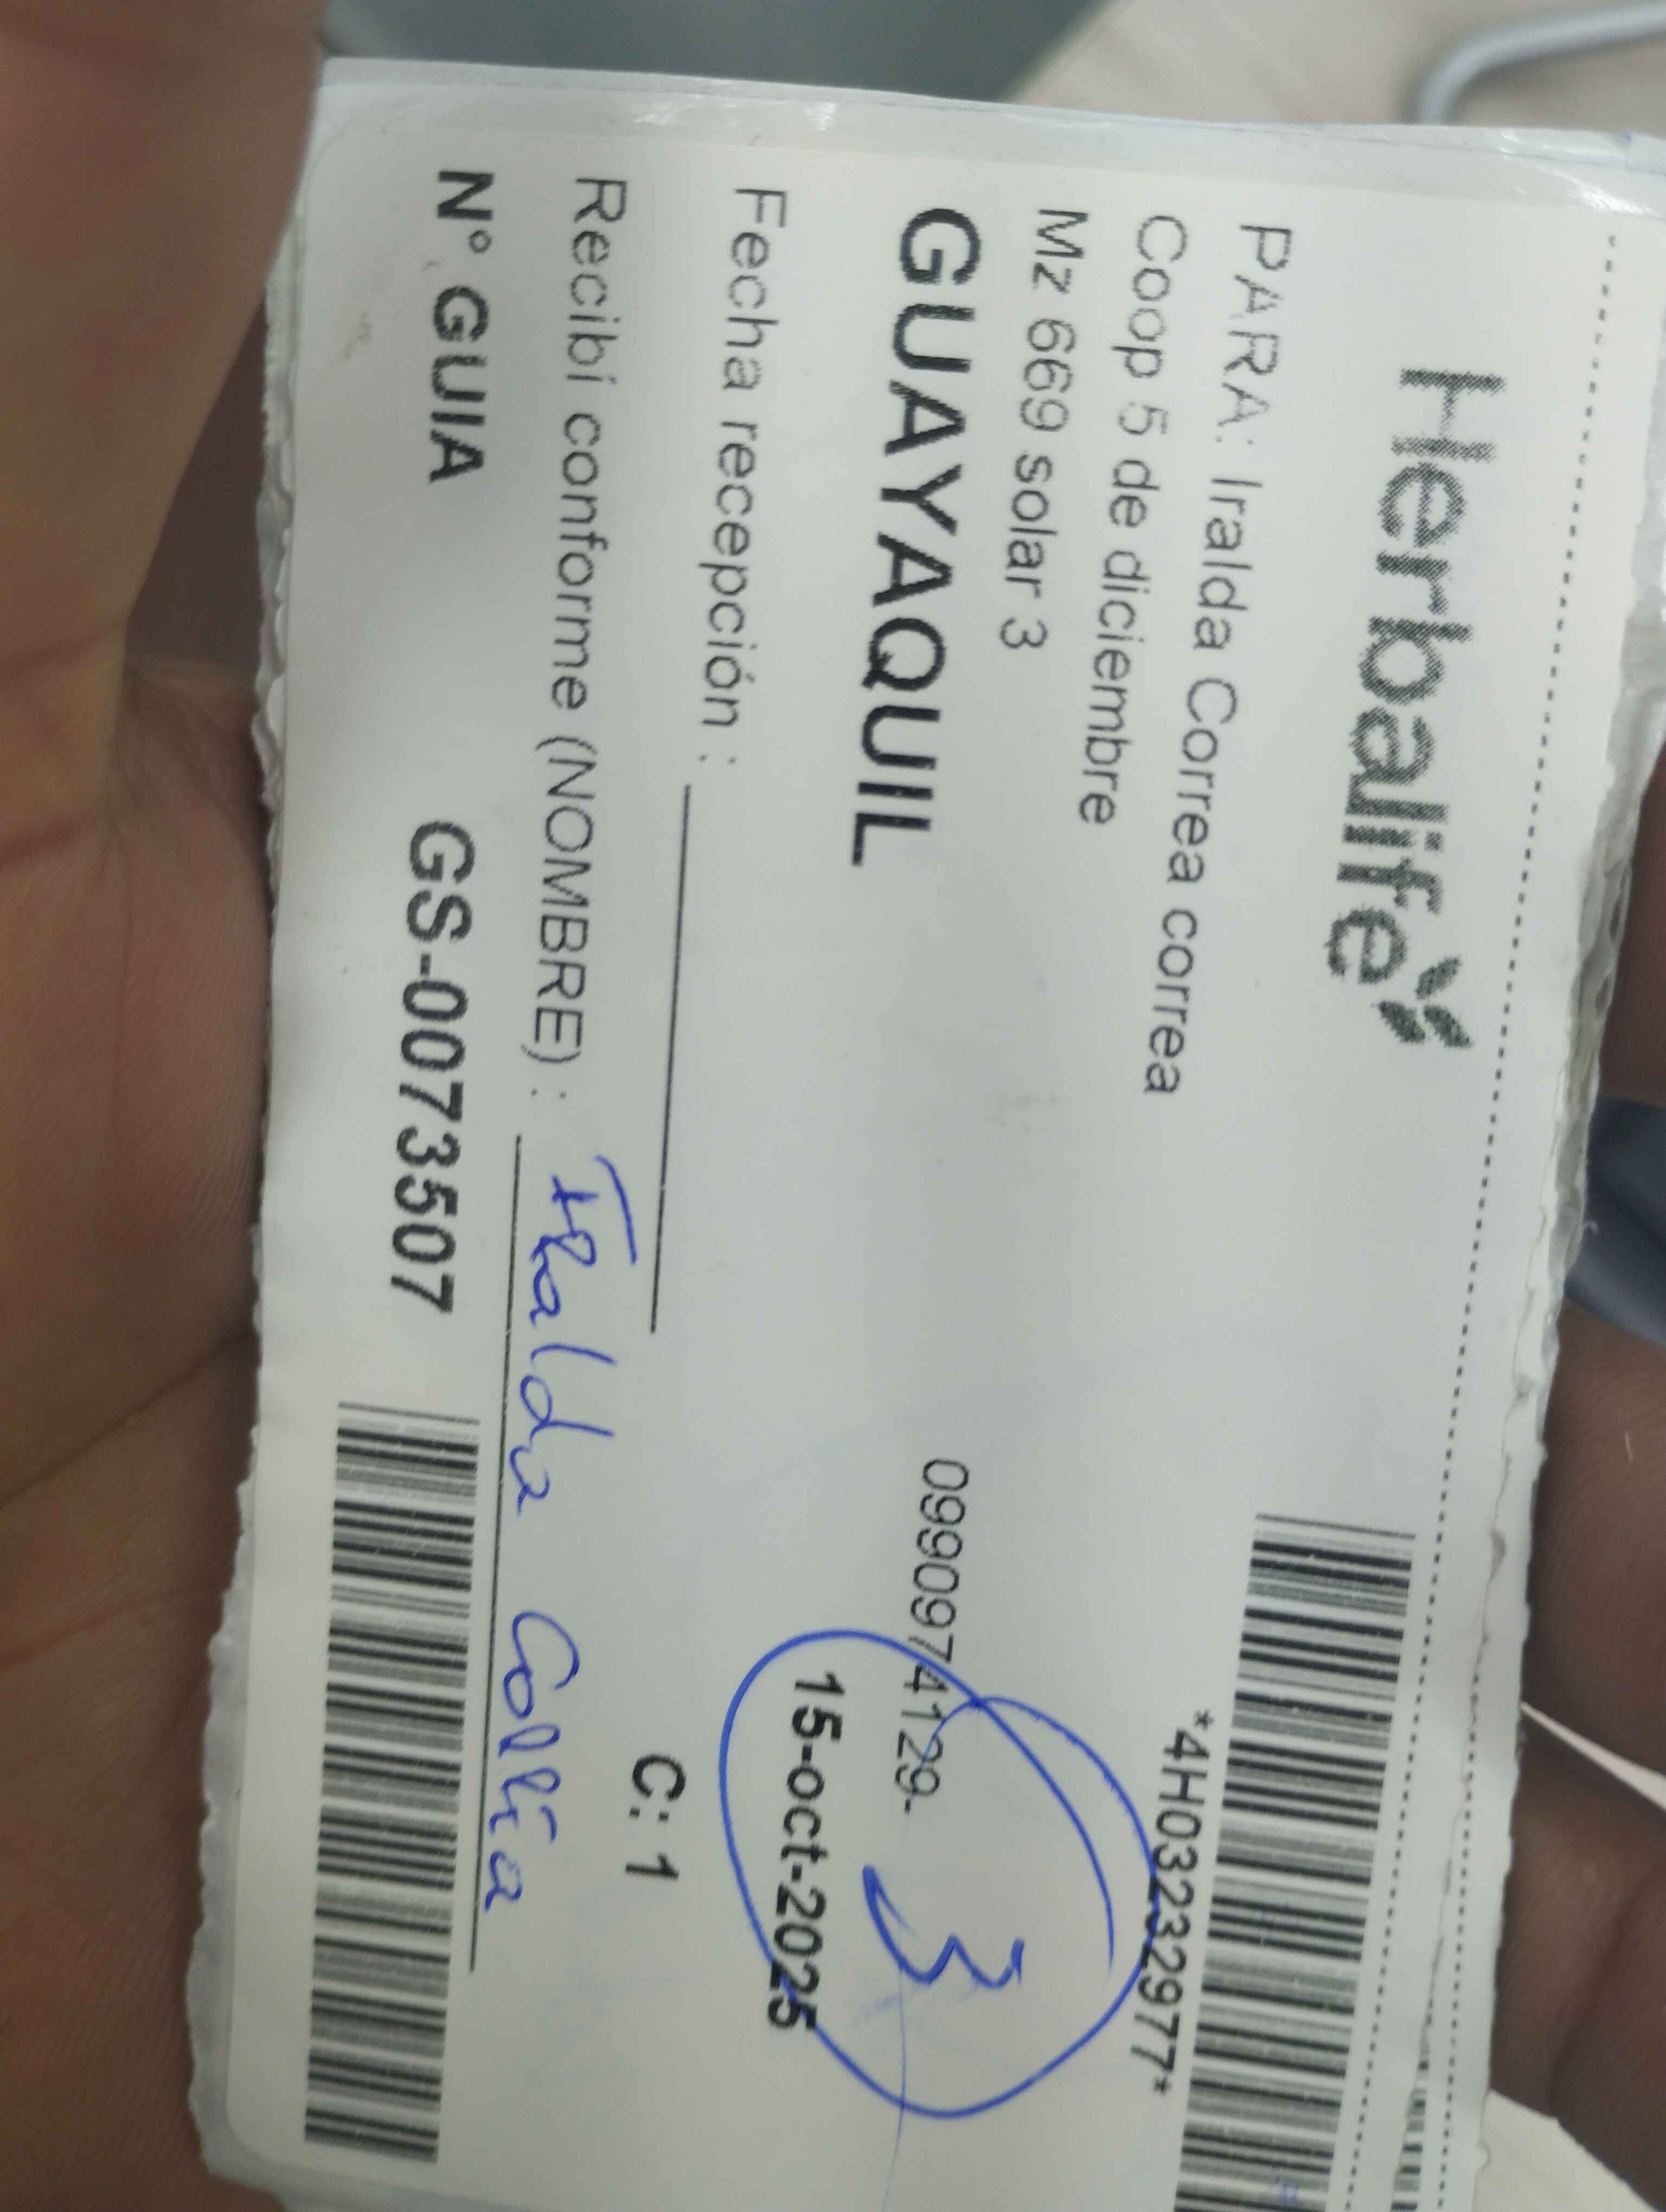 Herbalife
*4H03232977*
PARA: Iralda Correa correa
Coop 5 de diciembre
Mz 669 solar 3
GUAYAQUIL
0990974129-
3
15-oct-2025
Fecha recepción :
C: 1
Recibí conforme (NOMBRE) : Iralda Correa
N° GUIA GS-0073507